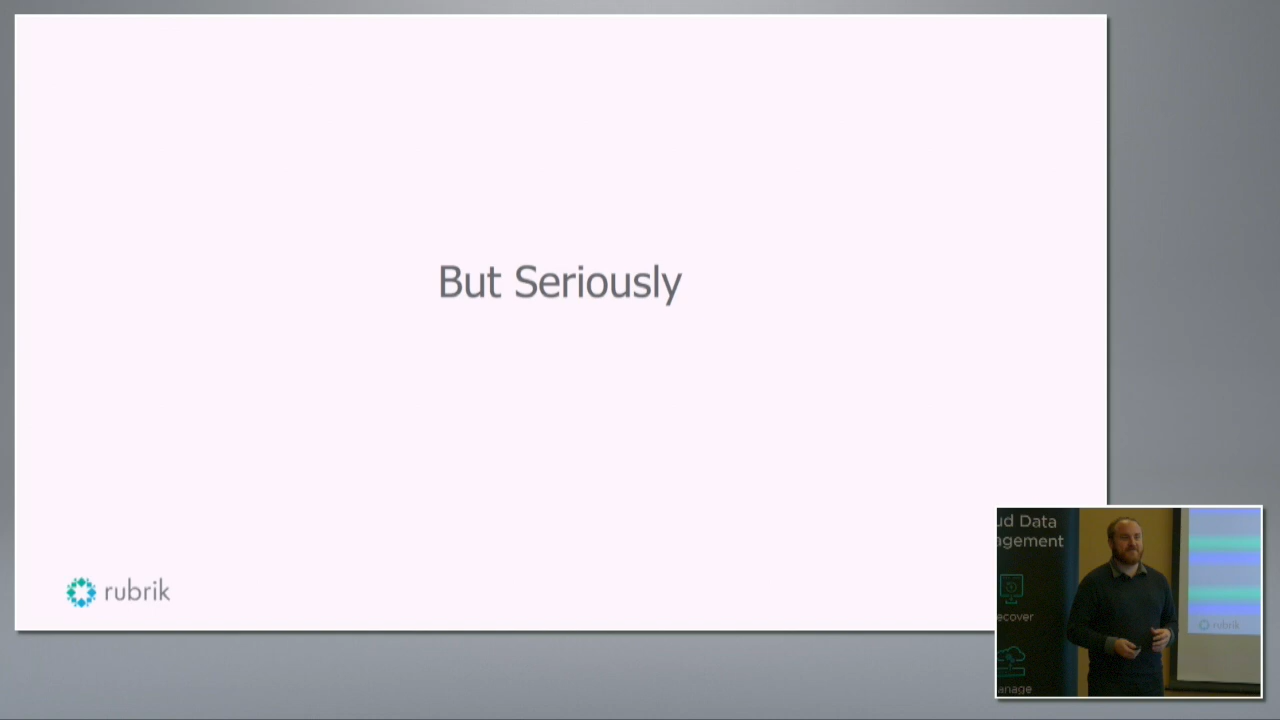 But Seriously
rubrik
ud Data
agement
ecover
anage
rubrik